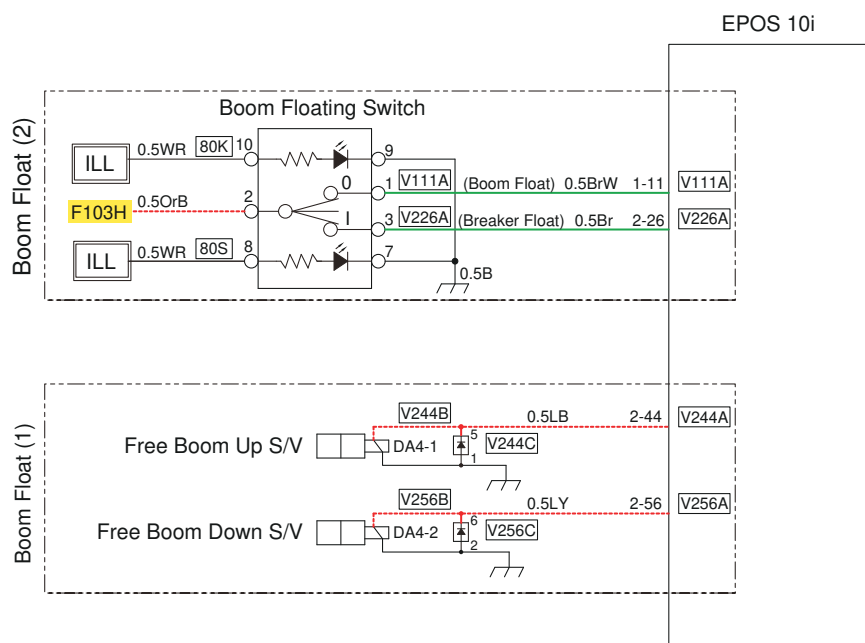 EPOS 10i
Boom Float (2)
Boom Floating Switch
ILL 0.5WR 80K 10 9
0 1 V111A (Boom Float) 0.5BrW 1-11 V111A
F103H 0.5OrB 2
I 3 V226A (Breaker Float) 0.5Br 2-26 V226A
ILL 0.5WR 80S 8 7
0.5B
Boom Float (1)
V244B 0.5LB 2-44 V244A
Free Boom Up S/V DA4-1 5 V244C
1
V256B 0.5LY 2-56 V256A
Free Boom Down S/V DA4-2 6 V256C
2